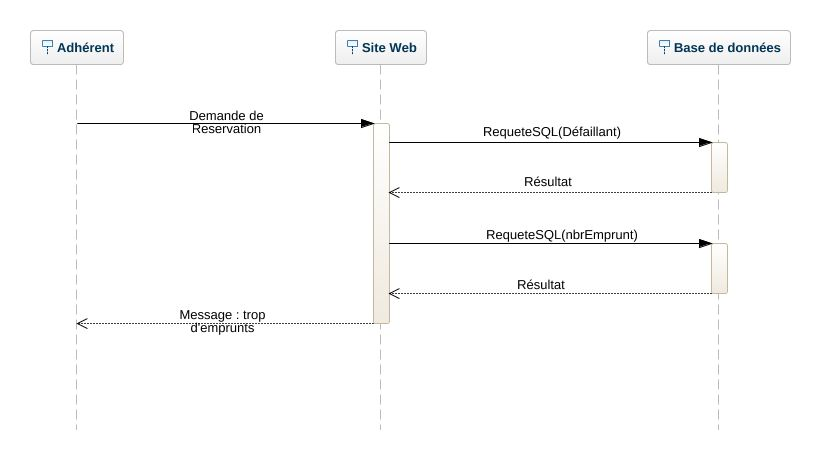 Adhérent
Site Web
Base de données
Demande de
Reservation
RequeteSQL(Défaillant)
Résultat
RequeteSQL(nbrEmprunt)
Résultat
Message : trop
d'emprunts